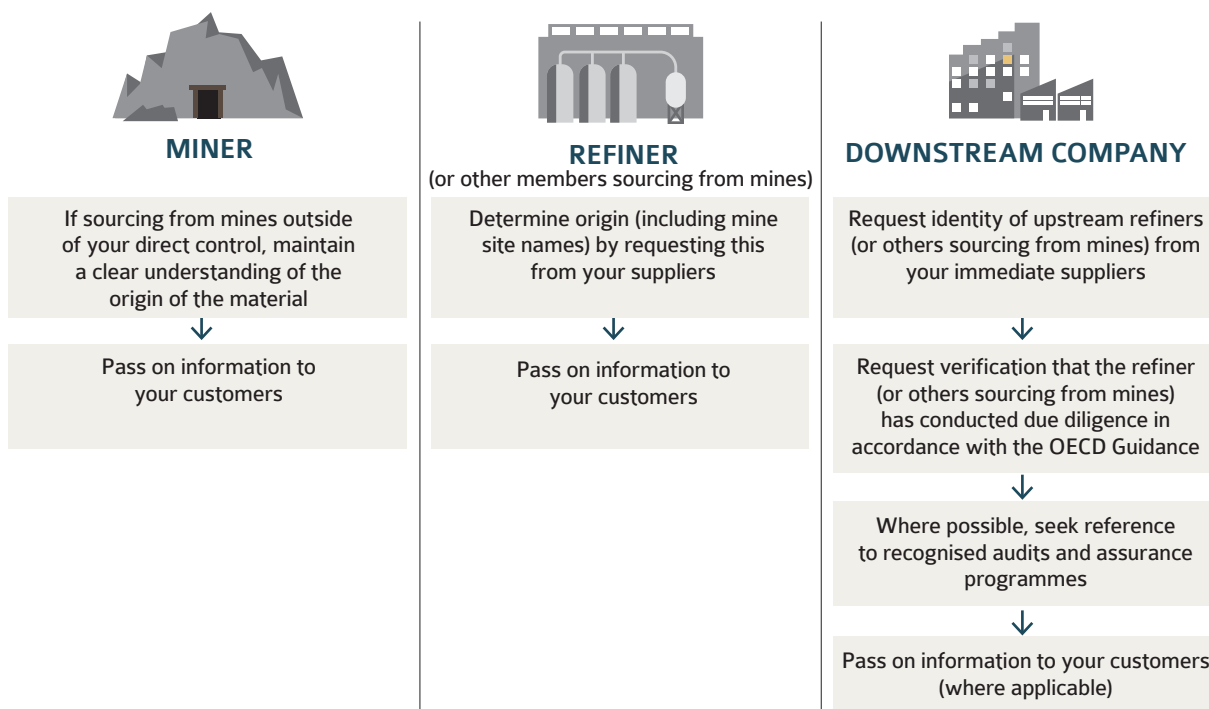 MINER
If sourcing from mines outside
of your direct control, maintain
a clear understanding of the
origin of the material
Pass on information to
your customers
REFINER
(or other members sourcing from mines)
Determine origin (including mine
site names) by requesting this
from your suppliers
Pass on information to
your customers
DOWNSTREAM COMPANY
Request identity of upstream refiners
(or others sourcing from mines) from
your immediate suppliers
Request verification that the refiner
(or others sourcing from mines)
has conducted due diligence in
accordance with the OECD Guidance
Where possible, seek reference
to recognised audits and assurance
programmes
Pass on information to your customers
(where applicable)